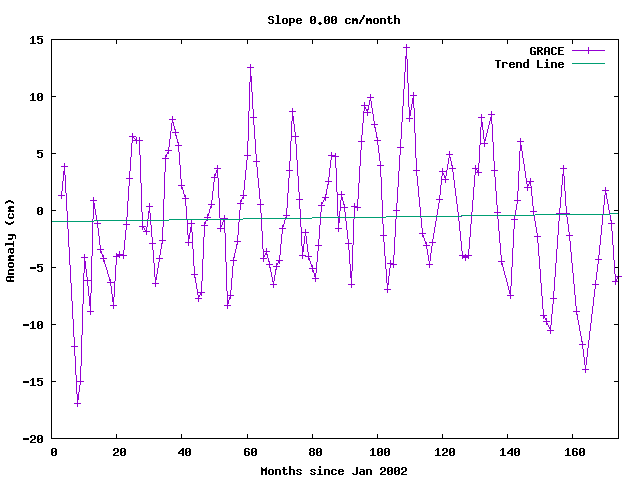 Slope 0.00 cm/month
GRACE
Trend Line
15
10
5
0
-5
-10
-15
-20
Anomaly (cm)
0 20 40 60 80 100 120 140 160
Months since Jan 2002